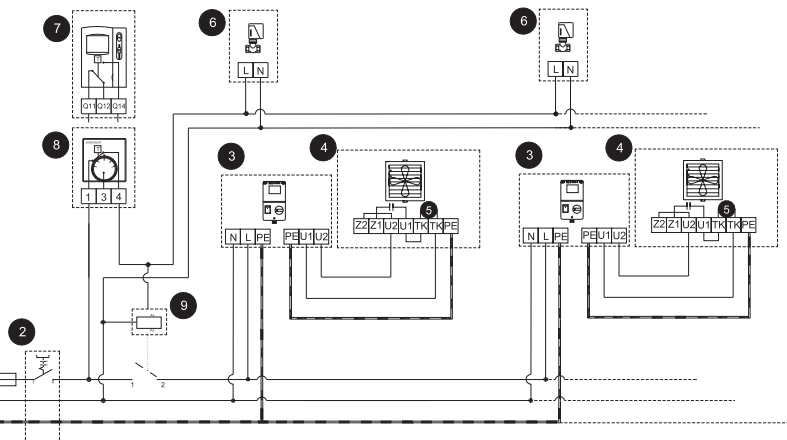 7
6
6
L N
L N
Q11 Q12 Q14
8
3
4
3
4
1 3 4
5
5
Z2 Z1 U2 U1 TK TK PE
Z2 Z1 U2 U1 TK TK PE
N L PE
PE U1 U2
N L PE
PE U1 U2
9
2
1 2